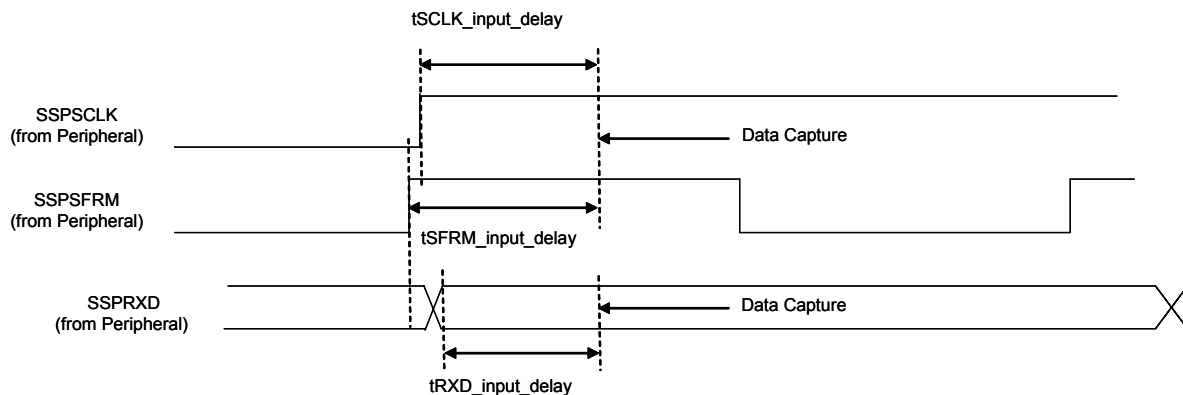 tSCLK_input_delay
SSPSCLK
(from Peripheral)
Data Capture
SSPSFRM
(from Peripheral)
tSFRM_input_delay
SSPRXD
(from Peripheral)
Data Capture
tRXD_input_delay